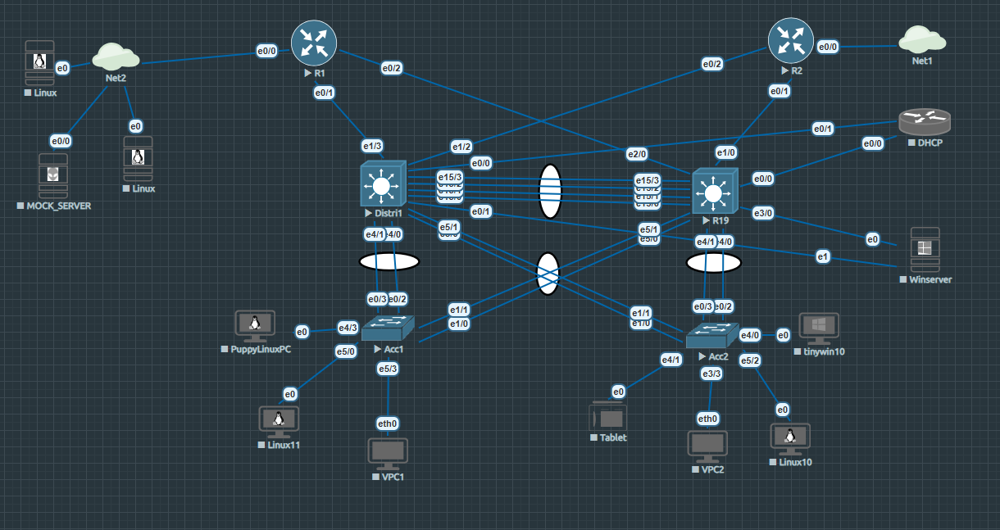 e0/0
R1
e0/2
e0/1
e0/2
R2
e0/0
Net1
e0/1
e0
Linux
Net2
e0/0
e0
Linux
MOCK_SERVER
e0/1
DHCP
e0/0
e1/3
e1/2
e0/0
e2/0
e1/0
e0/0
e15/3
e15/3
e15/2
e15/1
Distri1
e0/1
R19
e3/0
e4/1
e4/0
e5/1
e5/1
e5/0
e4/1
e4/0
e0
e1
Winserver
e0/3
e0/2
e1/1
e1/0
e1/1
e1/0
e0/3
e0/2
PuppyLinuxPC
e0
e4/3
Acc1
e5/0
e5/3
Acc2
e4/0
e0
tinywin10
e4/1
e3/3
e5/2
e0
Linux11
eth0
VPC1
e0
Tablet
eth0
VPC2
e0
Linux10